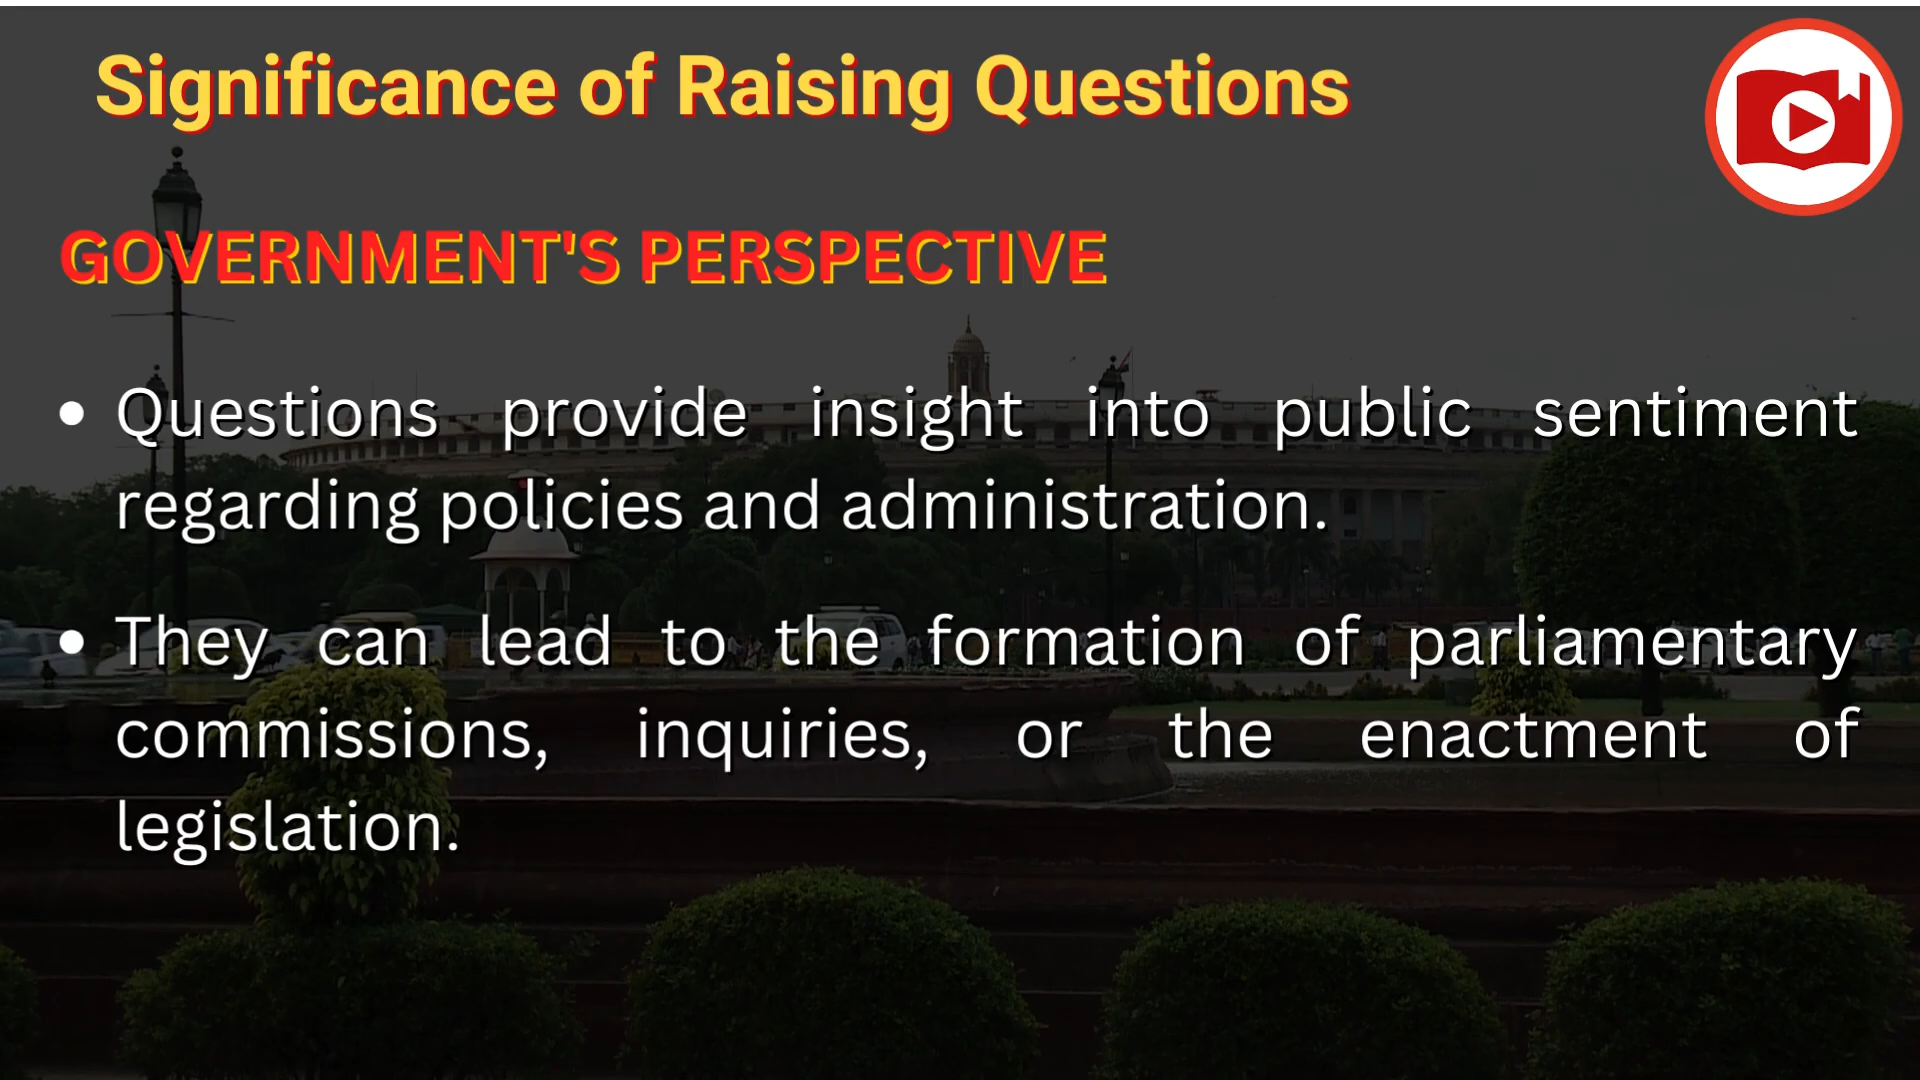 Significance of Raising Questions
GOVERNMENT'S PERSPECTIVE
• Questions provide insight into public sentiment
regarding policies and administration.
• They can lead to the formation of parliamentary
commissions, inquiries, or the enactment of
legislation.